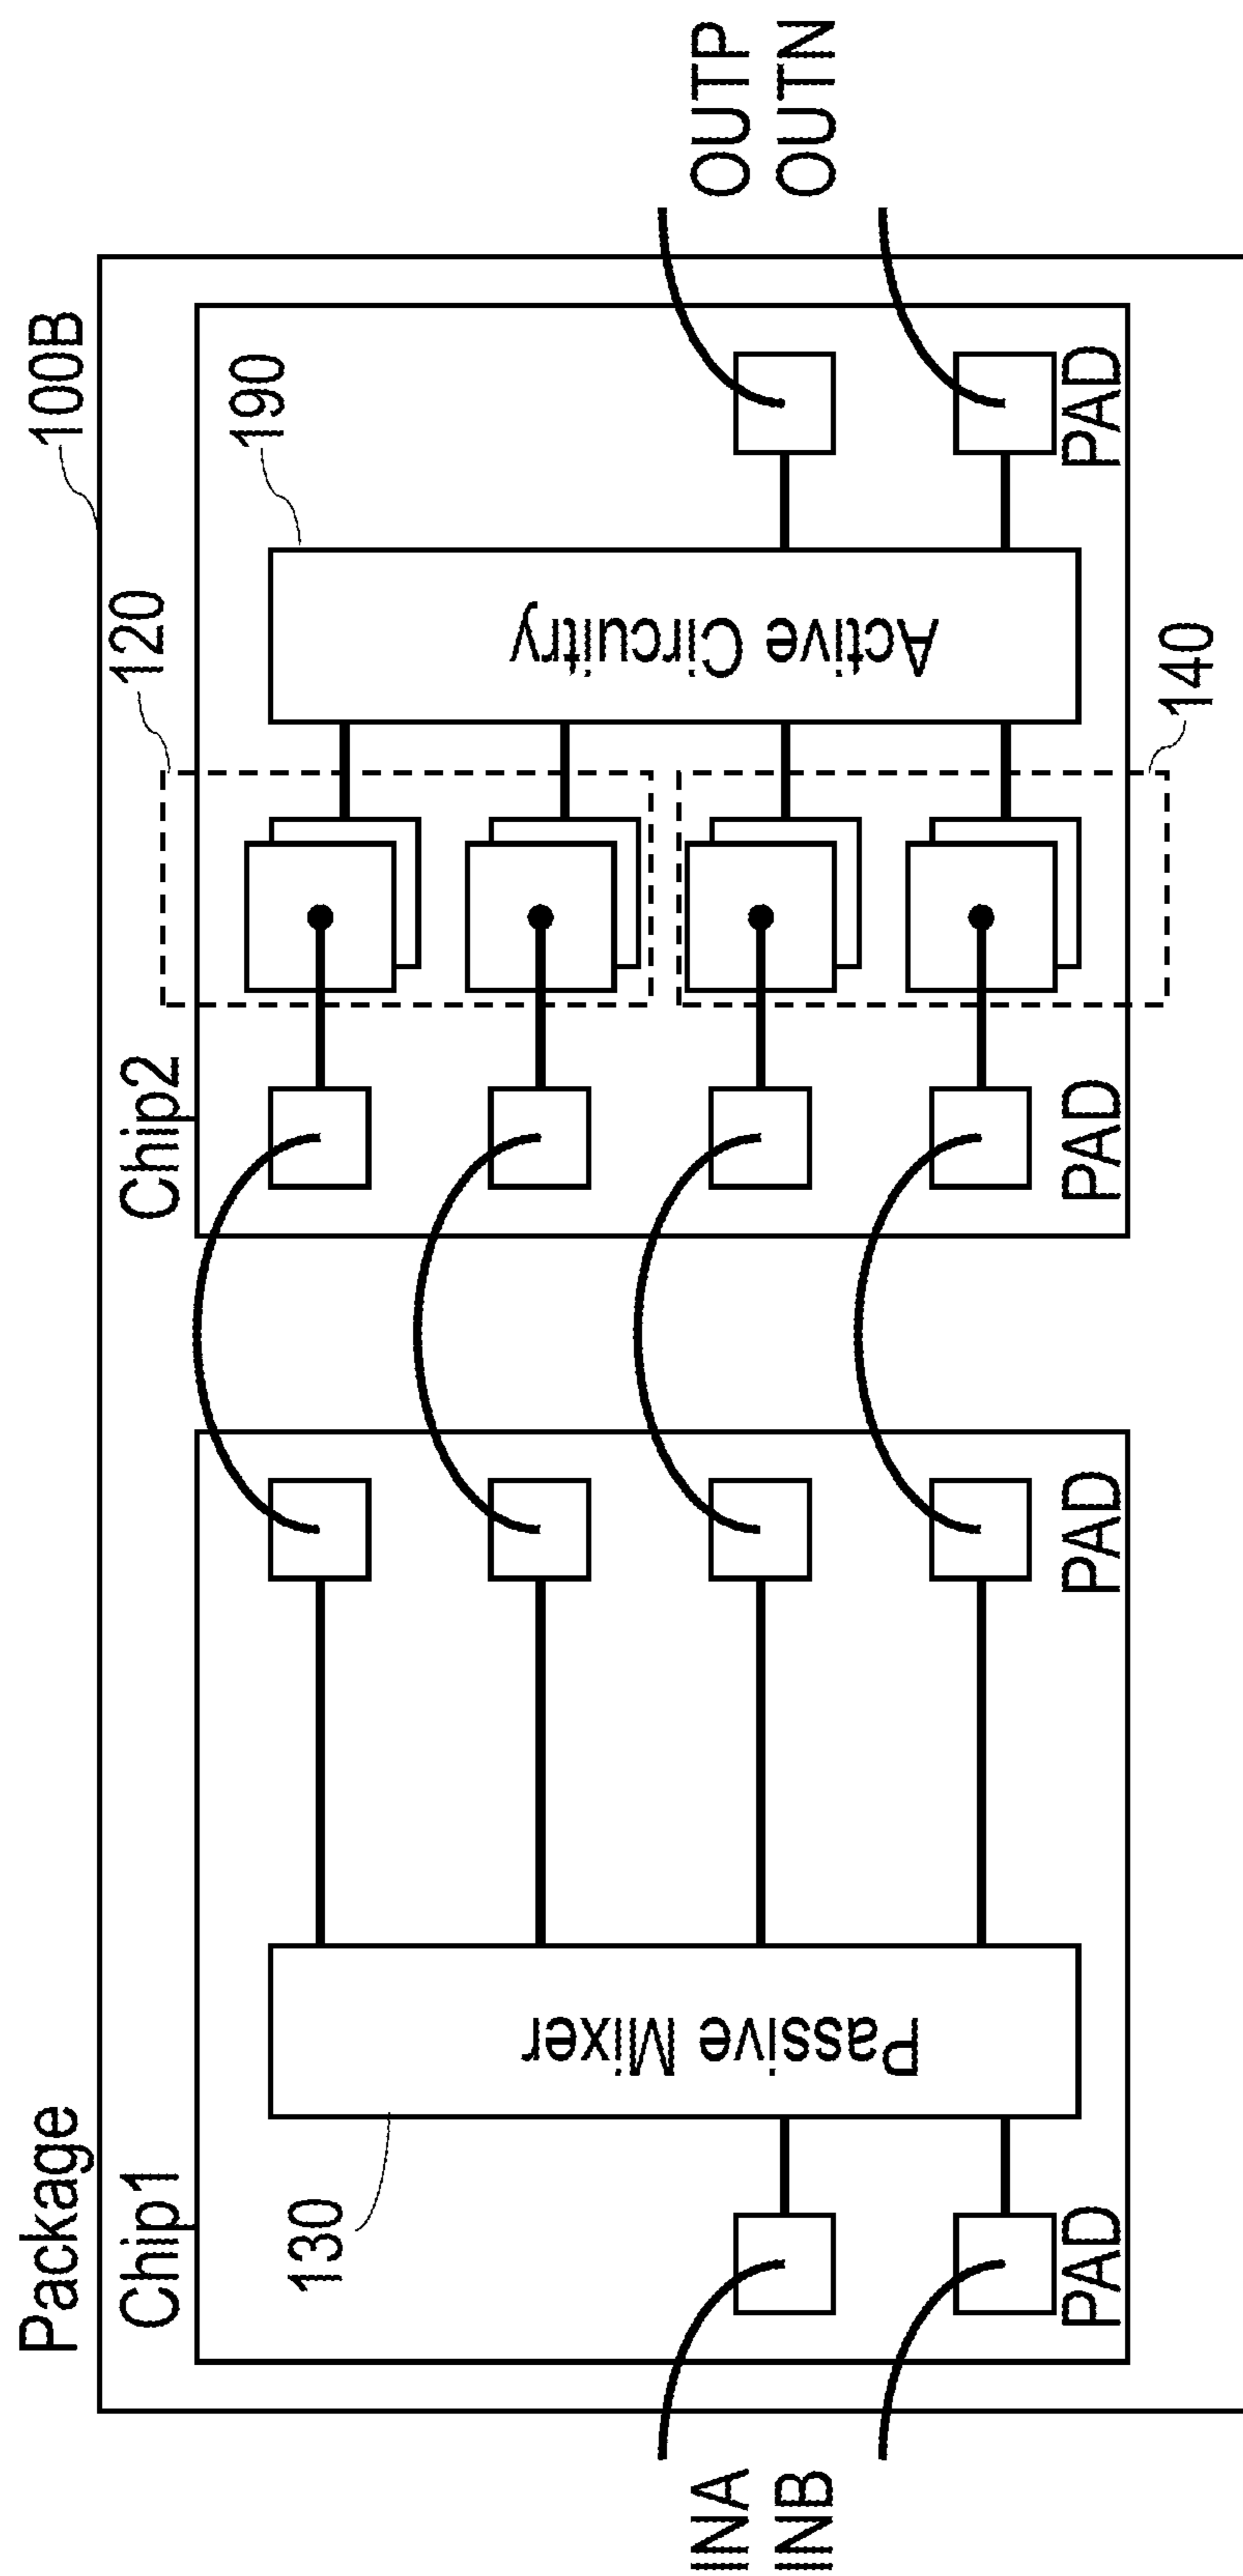 Package
100B
Chip1
Chip2
120
190
130
Passive Mixer
Active Circuitry
INA
INB
OUTP
OUTN
PAD
PAD
PAD
PAD
140